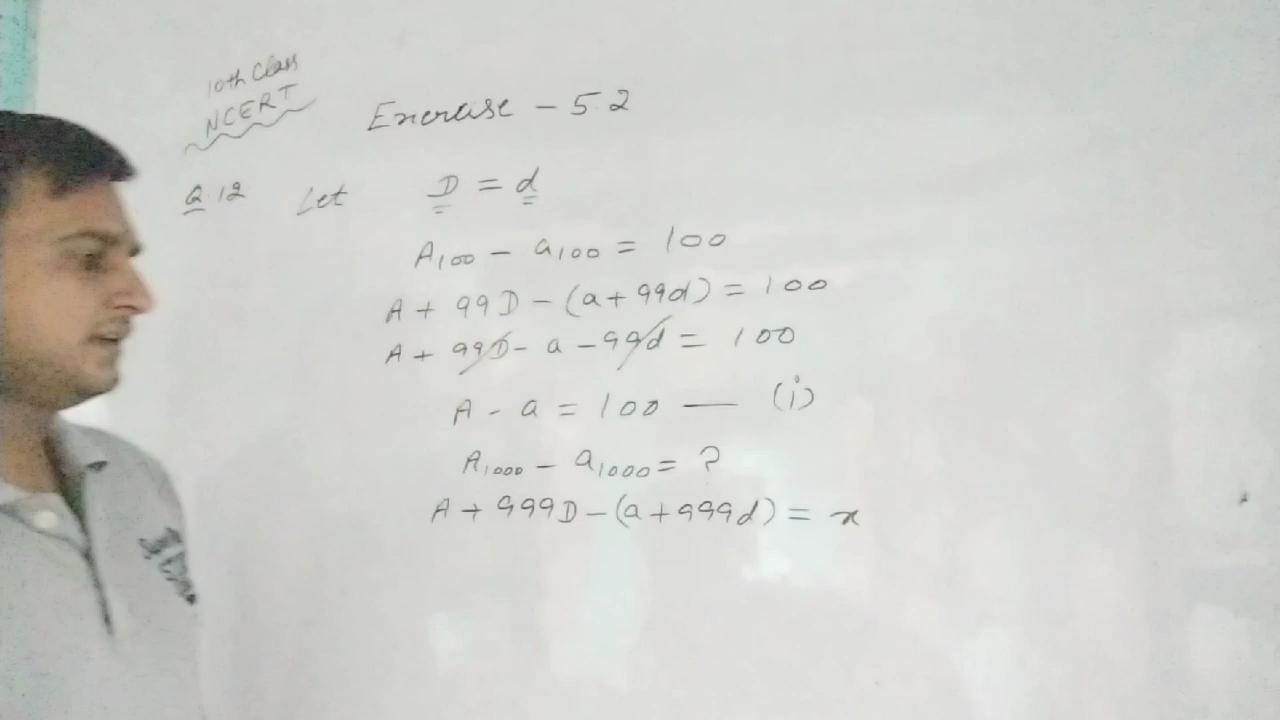 10th Class
NCERT
Exercise - 5.2
Q.12 Let D = d
A₁₀₀ - a₁₀₀ = 100
A + 99D - (a + 99d) = 100
A + 99D - a - 99d = 100
A - a = 100 — (i)
A₁₀₀₀ - a₁₀₀₀ = ?
A + 999D - (a + 999d) = x